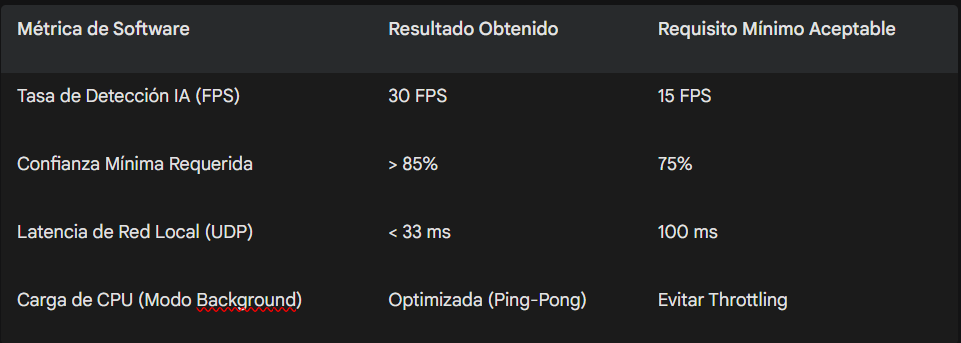 Métrica de Software Resultado Obtenido Requisito Mínimo Aceptable
Tasa de Detección IA (FPS) 30 FPS 15 FPS
Confianza Mínima Requerida > 85% 75%
Latencia de Red Local (UDP) < 33 ms 100 ms
Carga de CPU (Modo Background) Optimizada (Ping-Pong) Evitar Throttling